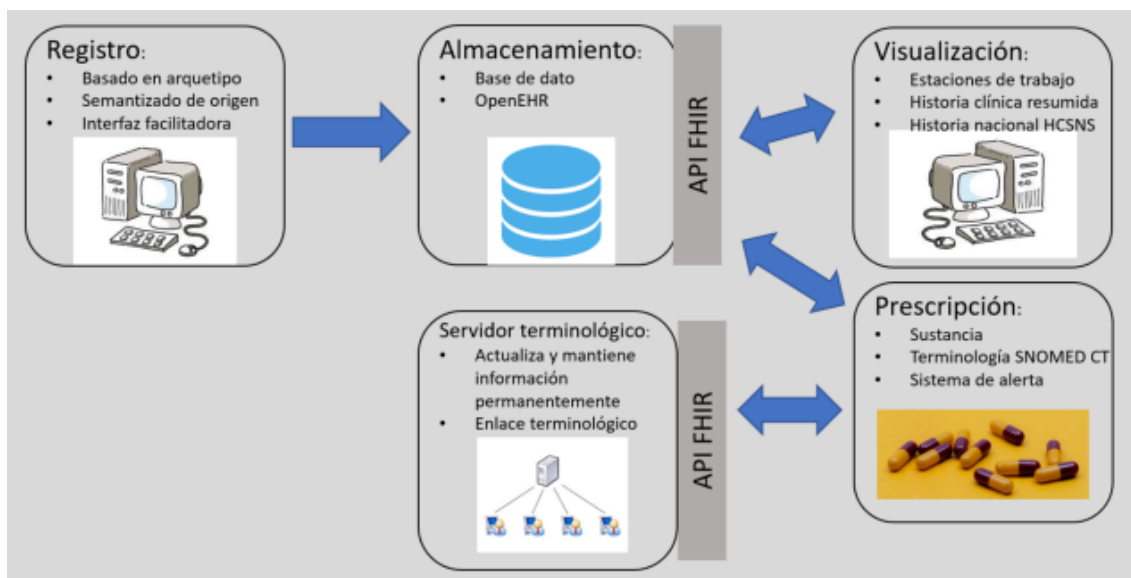 Registro:
• Basado en arquetipo
• Semantizado de origen
• Interfaz facilitadora
Almacenamiento:
• Base de dato
• OpenEHR
API FHIR
Visualización:
• Estaciones de trabajo
• Historia clínica resumida
• Historia nacional HCSNS
Servidor terminológico:
• Actualiza y mantiene
información
permanentemente
• Enlace terminológico
API FHIR
Prescripción:
• Sustancia
• Terminología SNOMED CT
• Sistema de alerta